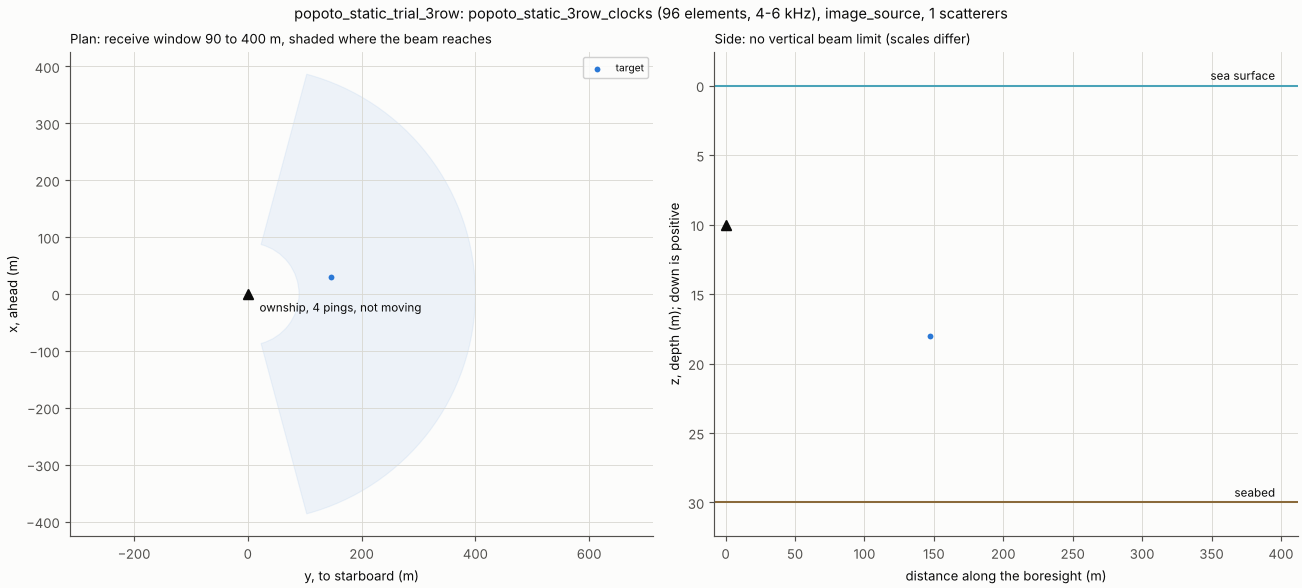 popoto_static_trial_3row: popoto_static_3row_clocks (96 elements, 4-6 kHz), image_source, 1 scatterers
Plan: receive window 90 to 400 m, shaded where the beam reaches
400
300
200
100
0
−100
−200
−300
−400
x, ahead (m)
target
ownship, 4 pings, not moving
−200
0
200
400
600
y, to starboard (m)
Side: no vertical beam limit (scales differ)
0
5
10
15
20
25
30
z, depth (m); down is positive
sea surface
seabed
0
50
100
150
200
250
300
350
400
distance along the boresight (m)